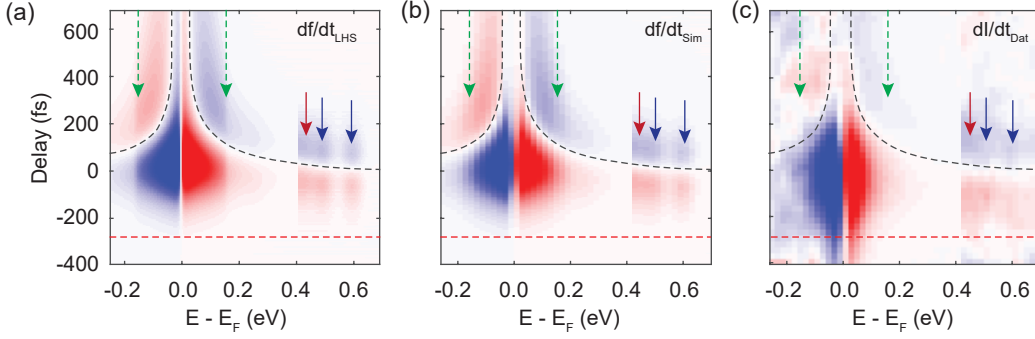 (a)
df/dt_LHS
(b)
df/dt_Sim
(c)
dI/dt_Dat
Delay (fs)
600
400
200
0
-200
-400
-0.2 0.0 0.2 0.4 0.6
-0.2 0.0 0.2 0.4 0.6
-0.2 0.0 0.2 0.4 0.6
E - E_F (eV)
E - E_F (eV)
E - E_F (eV)